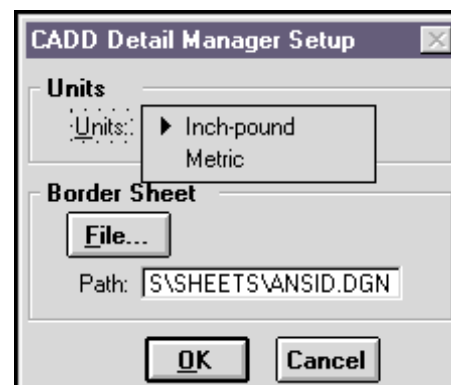 CADD Detail Manager Setup
Units
Units:
Inch-pound
Metric
Border Sheet
File...
Path: S\SHEETS\ANSID.DGN
OK Cancel